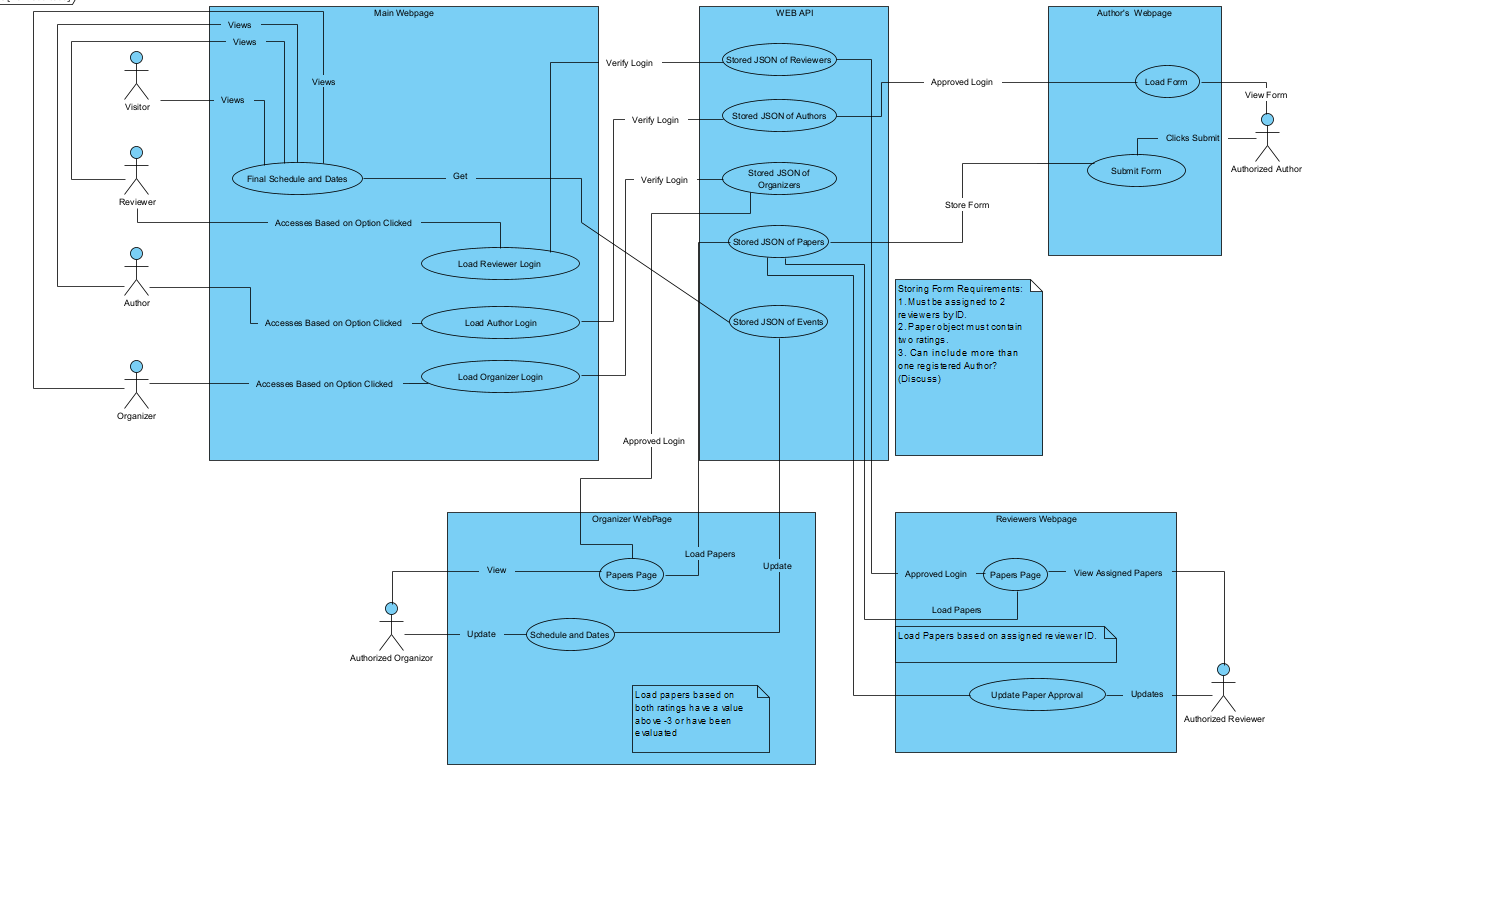 Main Webpage
Views
Views
Views
Views
Visitor
Reviewer
Author
Organizer
Final Schedule and Dates
Get
Accesses Based on Option Clicked
Load Reviewer Login
Accesses Based on Option Clicked
Load Author Login
Accesses Based on Option Clicked
Load Organizer Login
Verify Login
Verify Login
Verify Login
WEB API
Stored JSON of Reviewers
Stored JSON of Authors
Stored JSON of
Organizers
Stored JSON of Papers
Stored JSON of Events
Approved Login
Store Form
Author's Webpage
Load Form
View Form
Clicks Submit
Submit Form
Authorized Author
Storing Form Requirements:
1. Must be assigned to 2
reviewers by ID.
2. Paper object must contain
two ratings.
3. Can include more than
one registered Author?
(Discuss)
Approved Login
Organizer WebPage
View
Papers Page
Load Papers
Update
Update
Schedule and Dates
Authorized Organizor
Load papers based on
both ratings have a value
above -3 or have been
evaluated
Reviewers Webpage
Approved Login
Papers Page
View Assigned Papers
Load Papers
Load Papers based on assigned reviewer ID.
Update Paper Approval
Updates
Authorized Reviewer